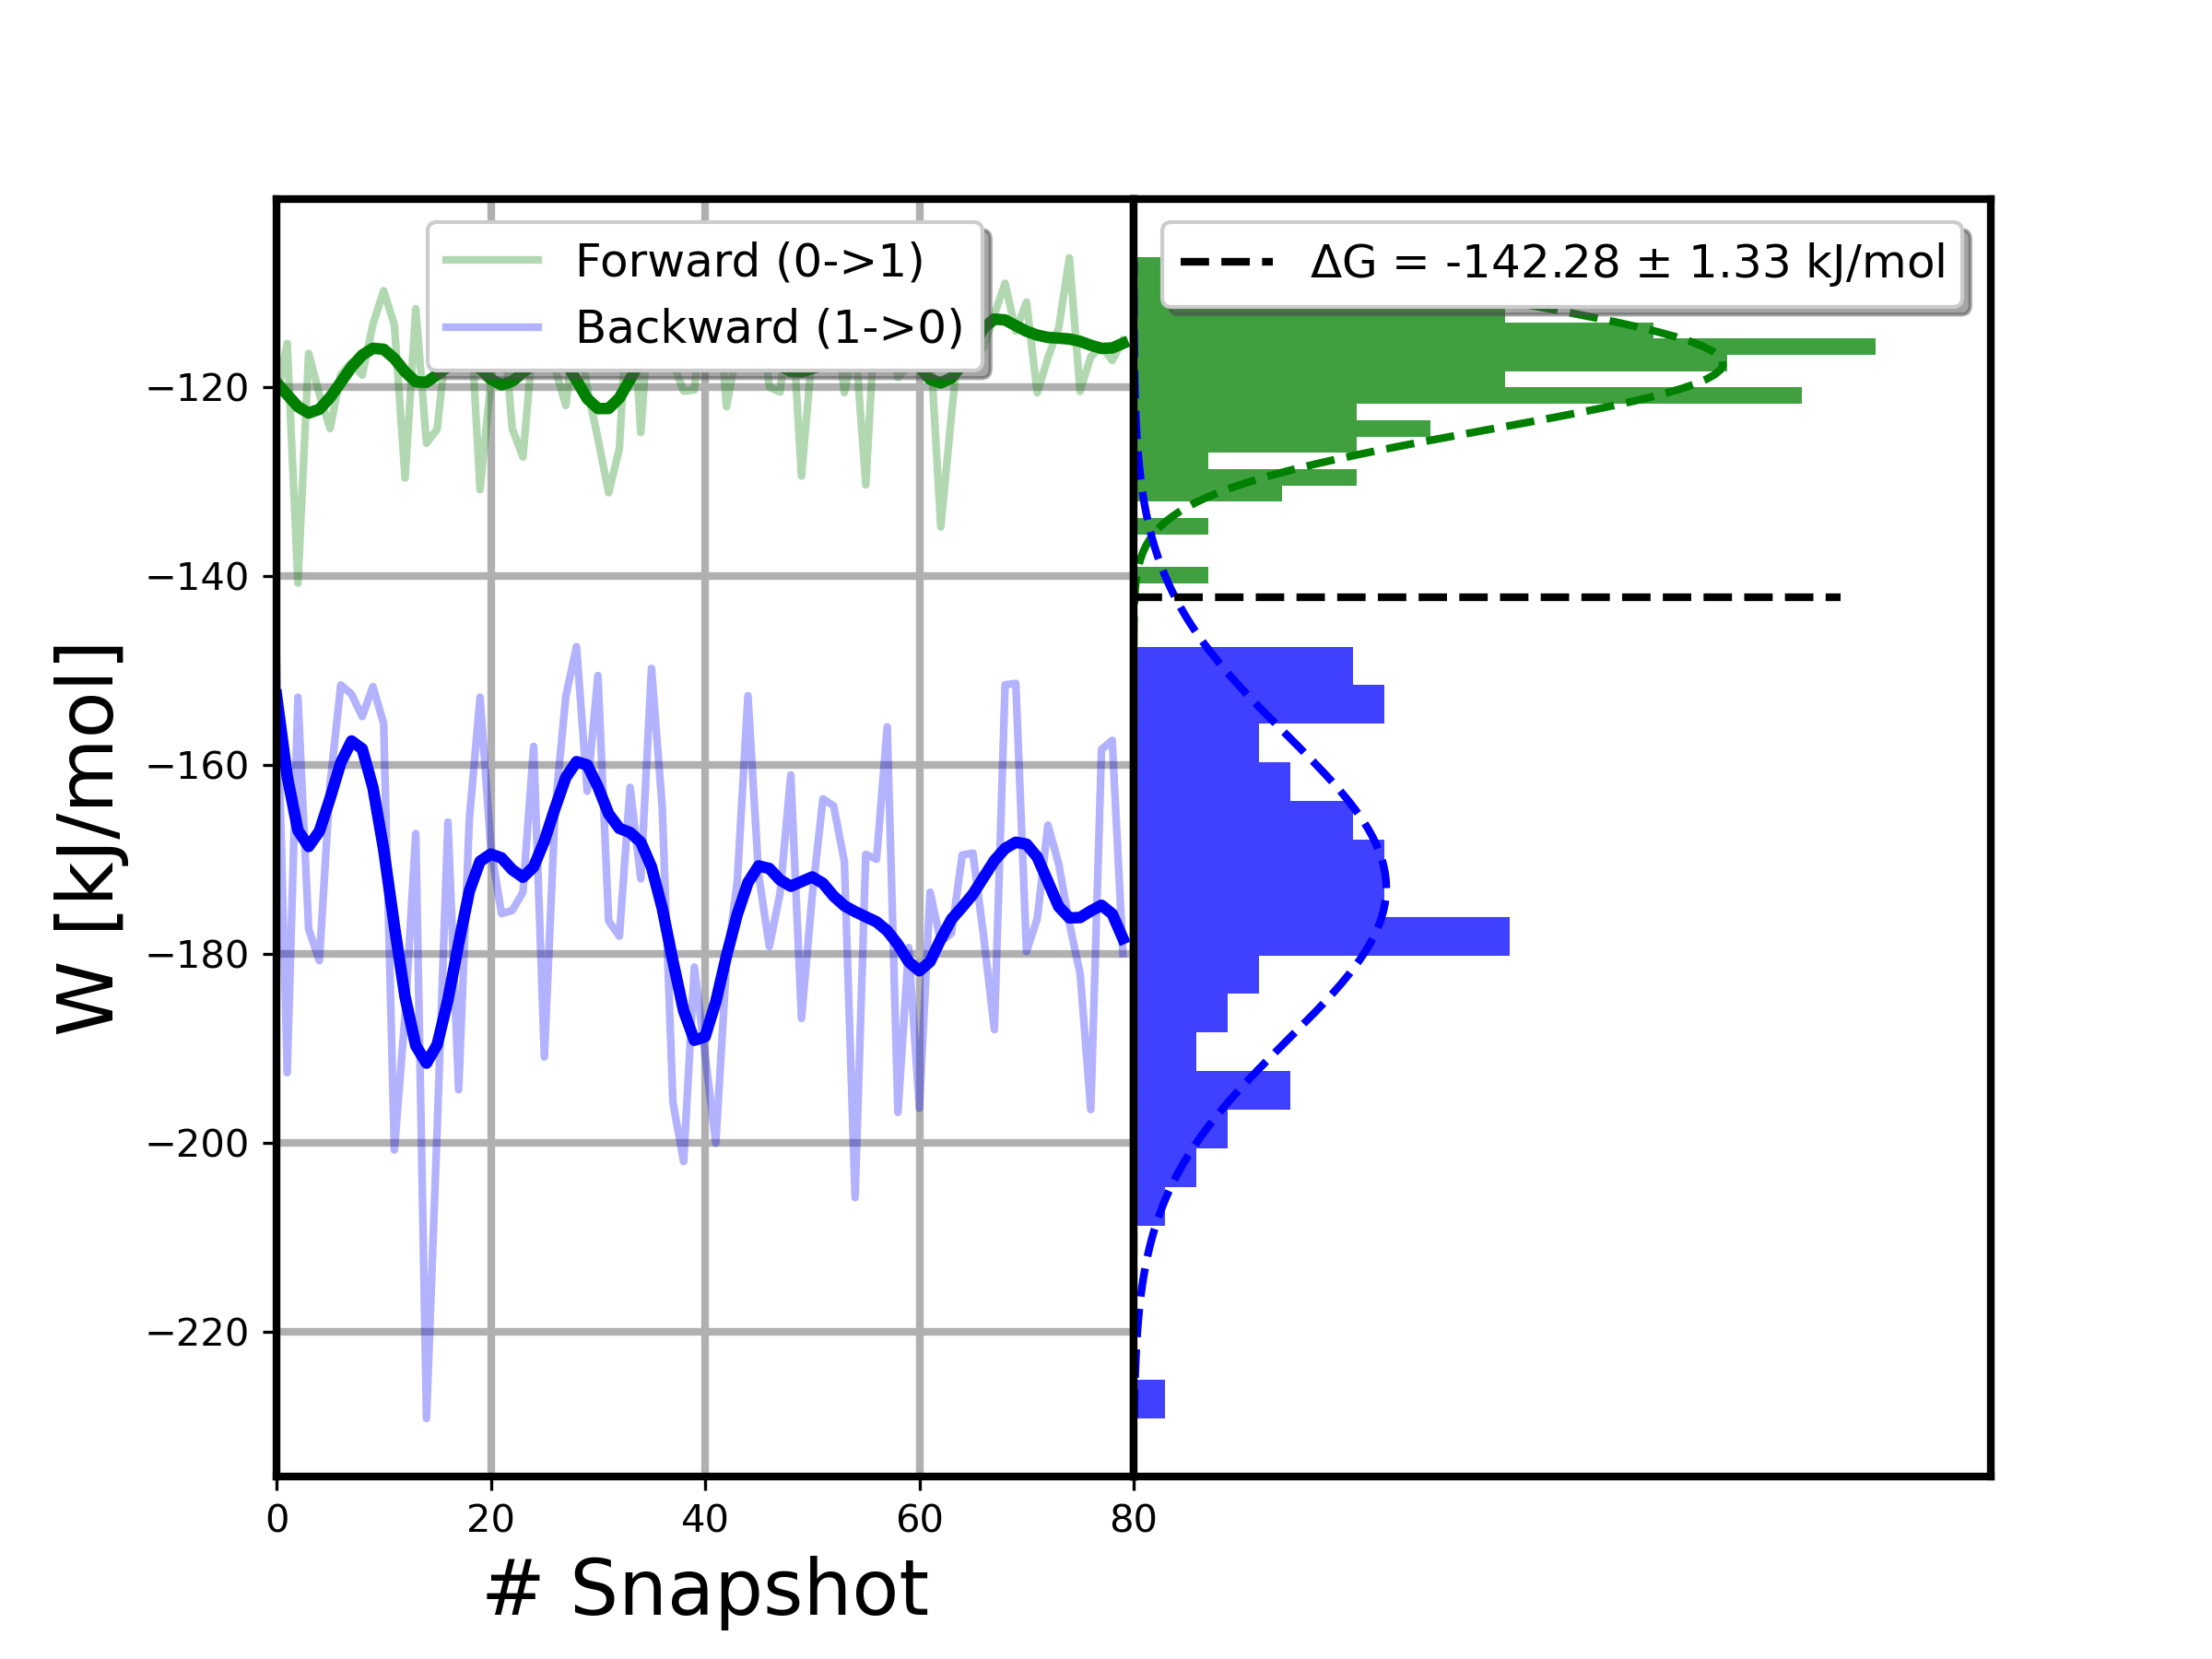 Forward (0->1)
Backward (1->0)
ΔG = -142.28 ± 1.33 kJ/mol
W [kJ/mol]
−120
−140
−160
−180
−200
−220
0 20 40 60 80
# Snapshot